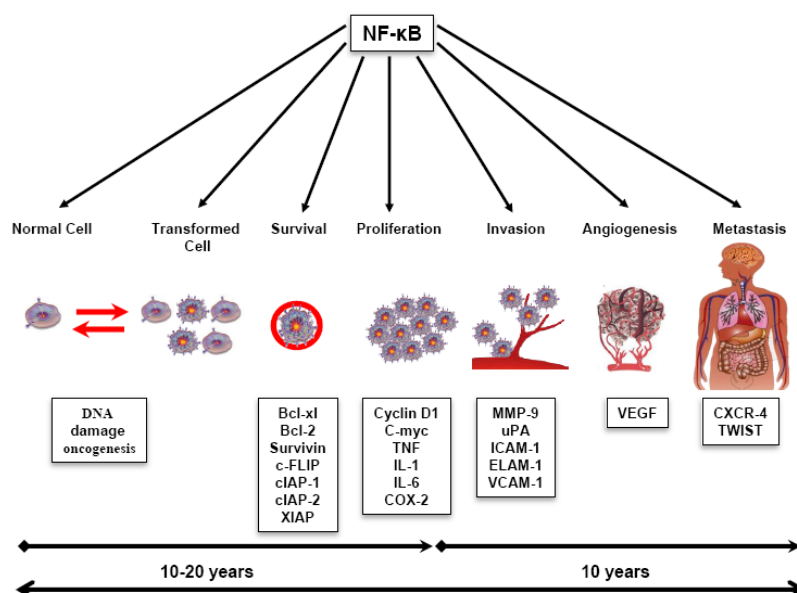 NF-κB
Normal Cell
Transformed
Cell
Survival
Proliferation
Invasion
Angiogenesis
Metastasis
DNA
damage
oncogenesis
Bcl-xl
Bcl-2
Survivin
c-FLIP
cIAP-1
cIAP-2
XIAP
Cyclin D1
C-myc
TNF
IL-1
IL-6
COX-2
MMP-9
uPA
ICAM-1
ELAM-1
VCAM-1
VEGF
CXCR-4
TWIST
10-20 years
10 years